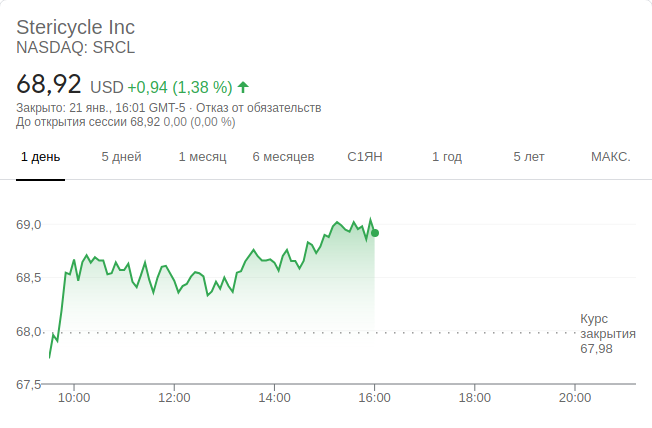 Stericycle Inc
NASDAQ: SRCL
68,92 USD +0,94 (1,38 %)
Закрыто: 21 янв., 16:01 GMT-5 · Отказ от обязательств
До открытия сессии 68,92 0,00 (0,00 %)
1 день 5 дней 1 месяц 6 месяцев С1ЯН 1 год 5 лет МАКС.
69,0
68,5
68,0
Курс
закрытия
67,98
67,5
10:00 12:00 14:00 16:00 18:00 20:00